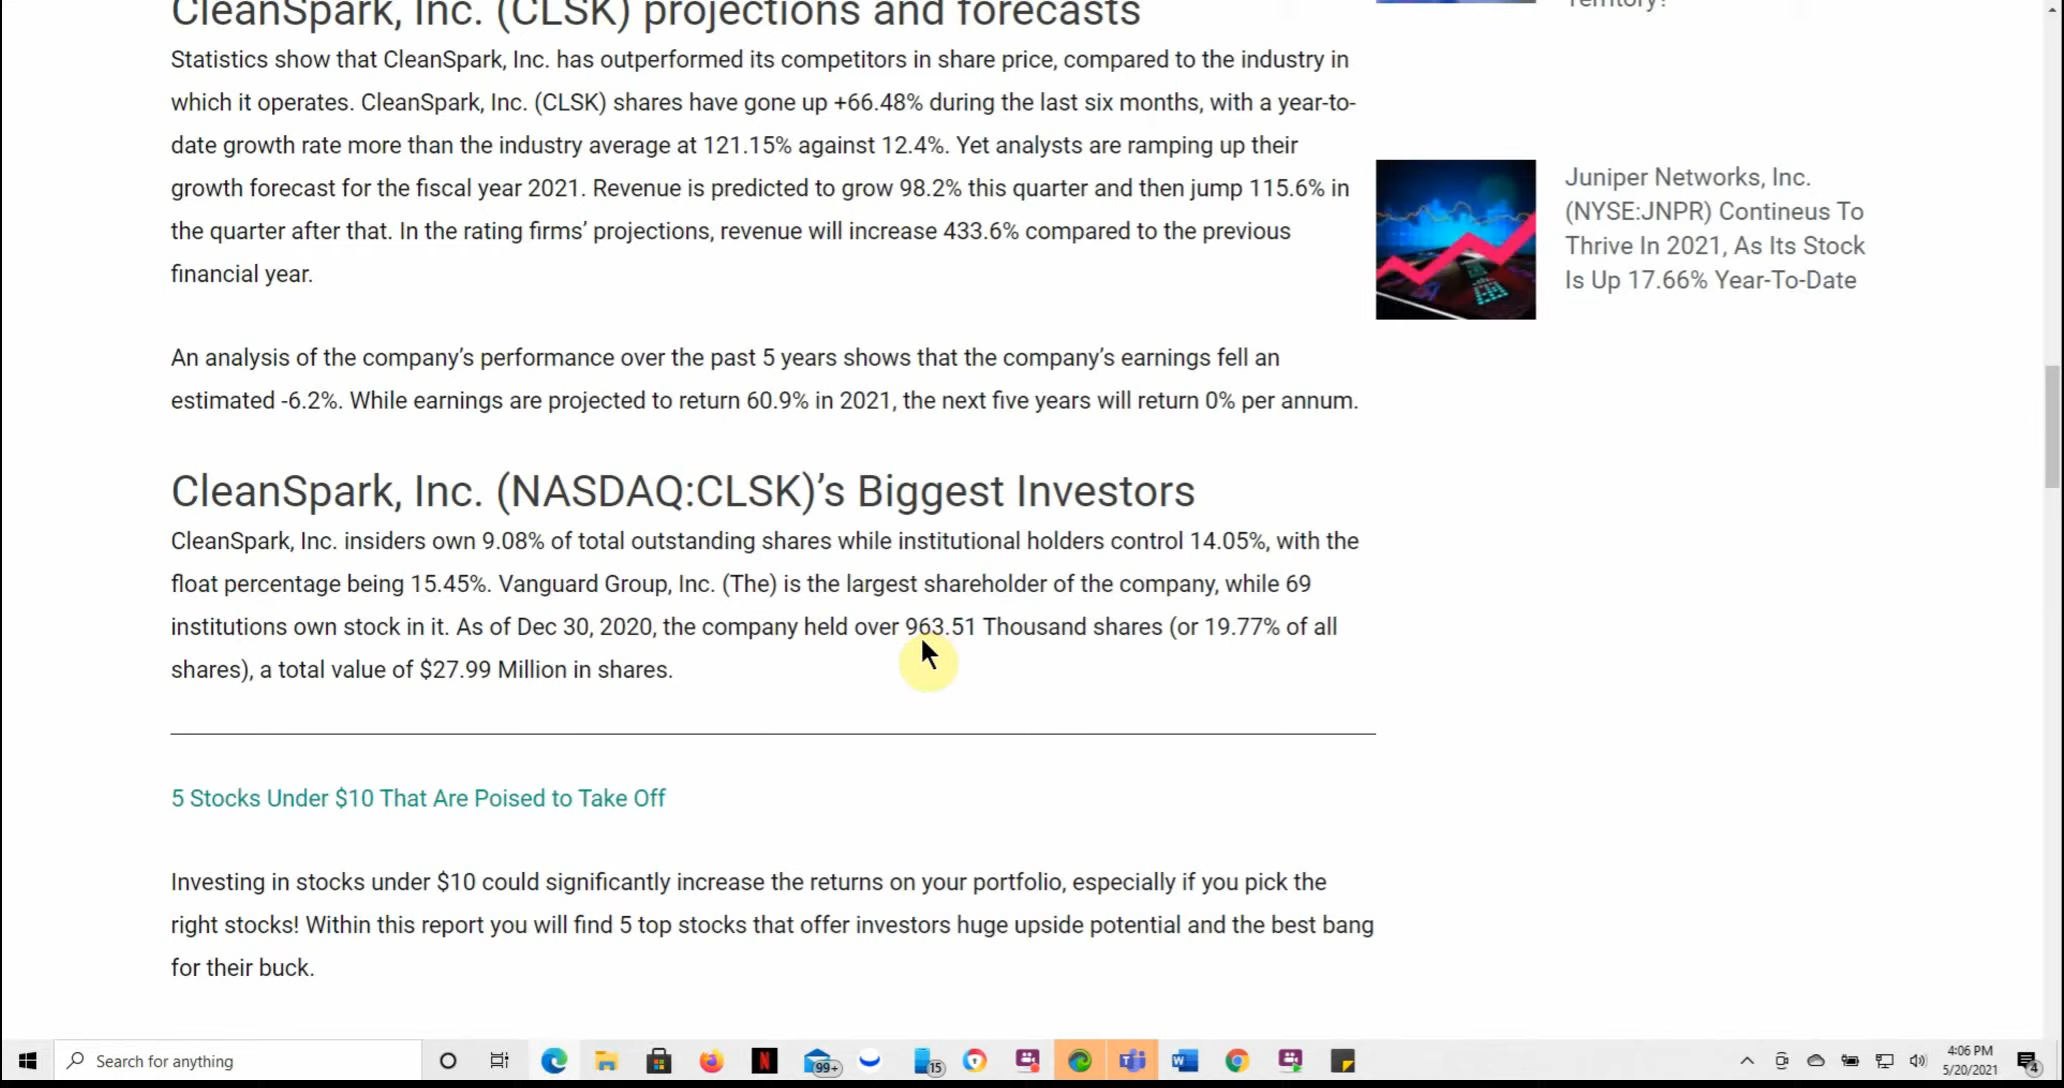 CleanSpark, Inc. (CLSK) projections and forecasts
Territory?
Statistics show that CleanSpark, Inc. has outperformed its competitors in share price, compared to the industry in
which it operates. CleanSpark, Inc. (CLSK) shares have gone up +66.48% during the last six months, with a year-to-
date growth rate more than the industry average at 121.15% against 12.4%. Yet analysts are ramping up their
growth forecast for the fiscal year 2021. Revenue is predicted to grow 98.2% this quarter and then jump 115.6% in
the quarter after that. In the rating firms’ projections, revenue will increase 433.6% compared to the previous
financial year.
An analysis of the company’s performance over the past 5 years shows that the company’s earnings fell an
estimated -6.2%. While earnings are projected to return 60.9% in 2021, the next five years will return 0% per annum.
Juniper Networks, Inc.
(NYSE:JNPR) Contineus To
Thrive In 2021, As Its Stock
Is Up 17.66% Year-To-Date
CleanSpark, Inc. (NASDAQ:CLSK)’s Biggest Investors
CleanSpark, Inc. insiders own 9.08% of total outstanding shares while institutional holders control 14.05%, with the
float percentage being 15.45%. Vanguard Group, Inc. (The) is the largest shareholder of the company, while 69
institutions own stock in it. As of Dec 30, 2020, the company held over 963.51 Thousand shares (or 19.77% of all
shares), a total value of $27.99 Million in shares.
5 Stocks Under $10 That Are Poised to Take Off
Investing in stocks under $10 could significantly increase the returns on your portfolio, especially if you pick the
right stocks! Within this report you will find 5 top stocks that offer investors huge upside potential and the best bang
for their buck.
Search for anything
99+
15
N
W
4:06 PM
5/20/2021
4